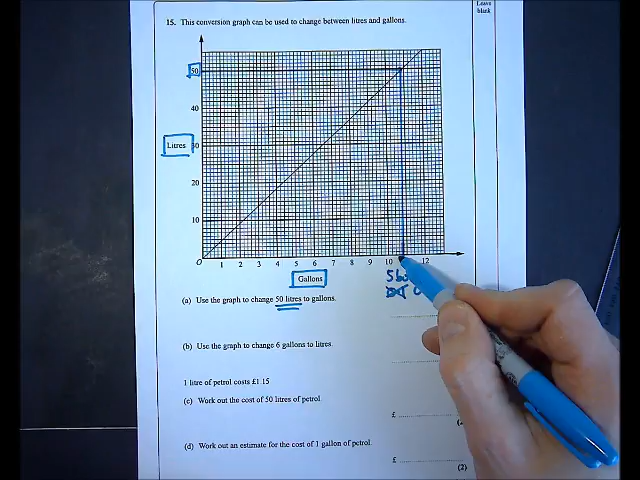 Leave
blank
15. This conversion graph can be used to change between litres and gallons.
50
40
Litres 30
20
10
O 1 2 3 4 5 6 7 8 9 10 12
Gallons
(a) Use the graph to change 50 litres to gallons.
(b) Use the graph to change 6 gallons to litres.
1 litre of petrol costs £1.15
(c) Work out the cost of 50 litres of petrol.
£
(d) Work out an estimate for the cost of 1 gallon of petrol.
£
(2)